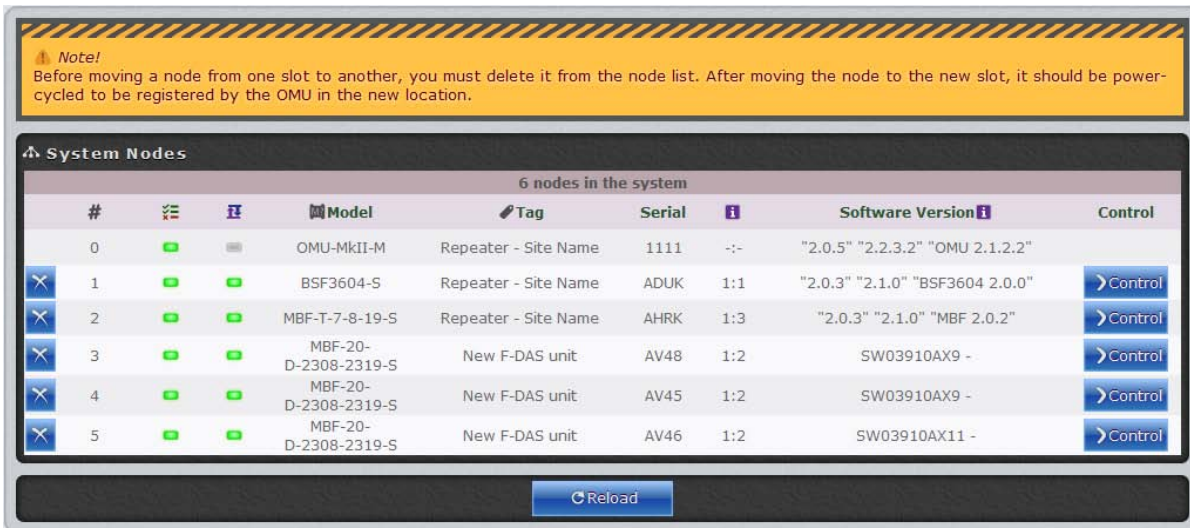 Note!
Before moving a node from one slot to another, you must delete it from the node list. After moving the node to the new slot, it should be power-
cycled to be registered by the OMU in the new location.
System Nodes
6 nodes in the system
# Model Tag Serial Software Version Control
0 OMU-MkII-M Repeater - Site Name 1111 -:- "2.0.5" "2.2.3.2" "OMU 2.1.2.2"
1 BSF3604-S Repeater - Site Name ADUK 1:1 "2.0.3" "2.1.0" "BSF3604 2.0.0" Control
2 MBF-T-7-8-19-S Repeater - Site Name AHRK 1:3 "2.0.3" "2.1.0" "MBF 2.0.2" Control
MBF-20-
3 D-2308-2319-S New F-DAS unit AV48 1:2 SW03910AX9 - Control
MBF-20-
4 D-2308-2319-S New F-DAS unit AV45 1:2 SW03910AX9 - Control
MBF-20-
5 D-2308-2319-S New F-DAS unit AV46 1:2 SW03910AX11 - Control
Reload